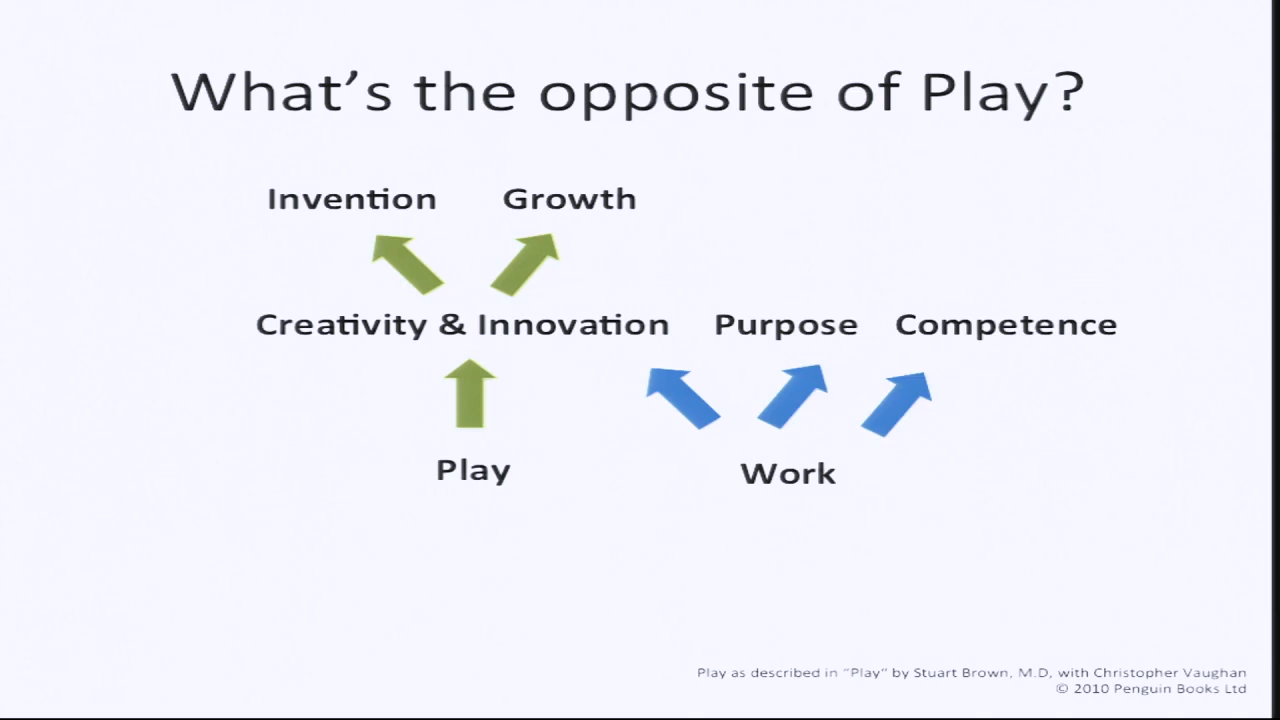 What’s the opposite of Play?
Invention Growth
Creativity & Innovation Purpose Competence
Play Work
Play as described in “Play” by Stuart Brown, M.D, with Christopher Vaughan
© 2010 Penguin Books Ltd